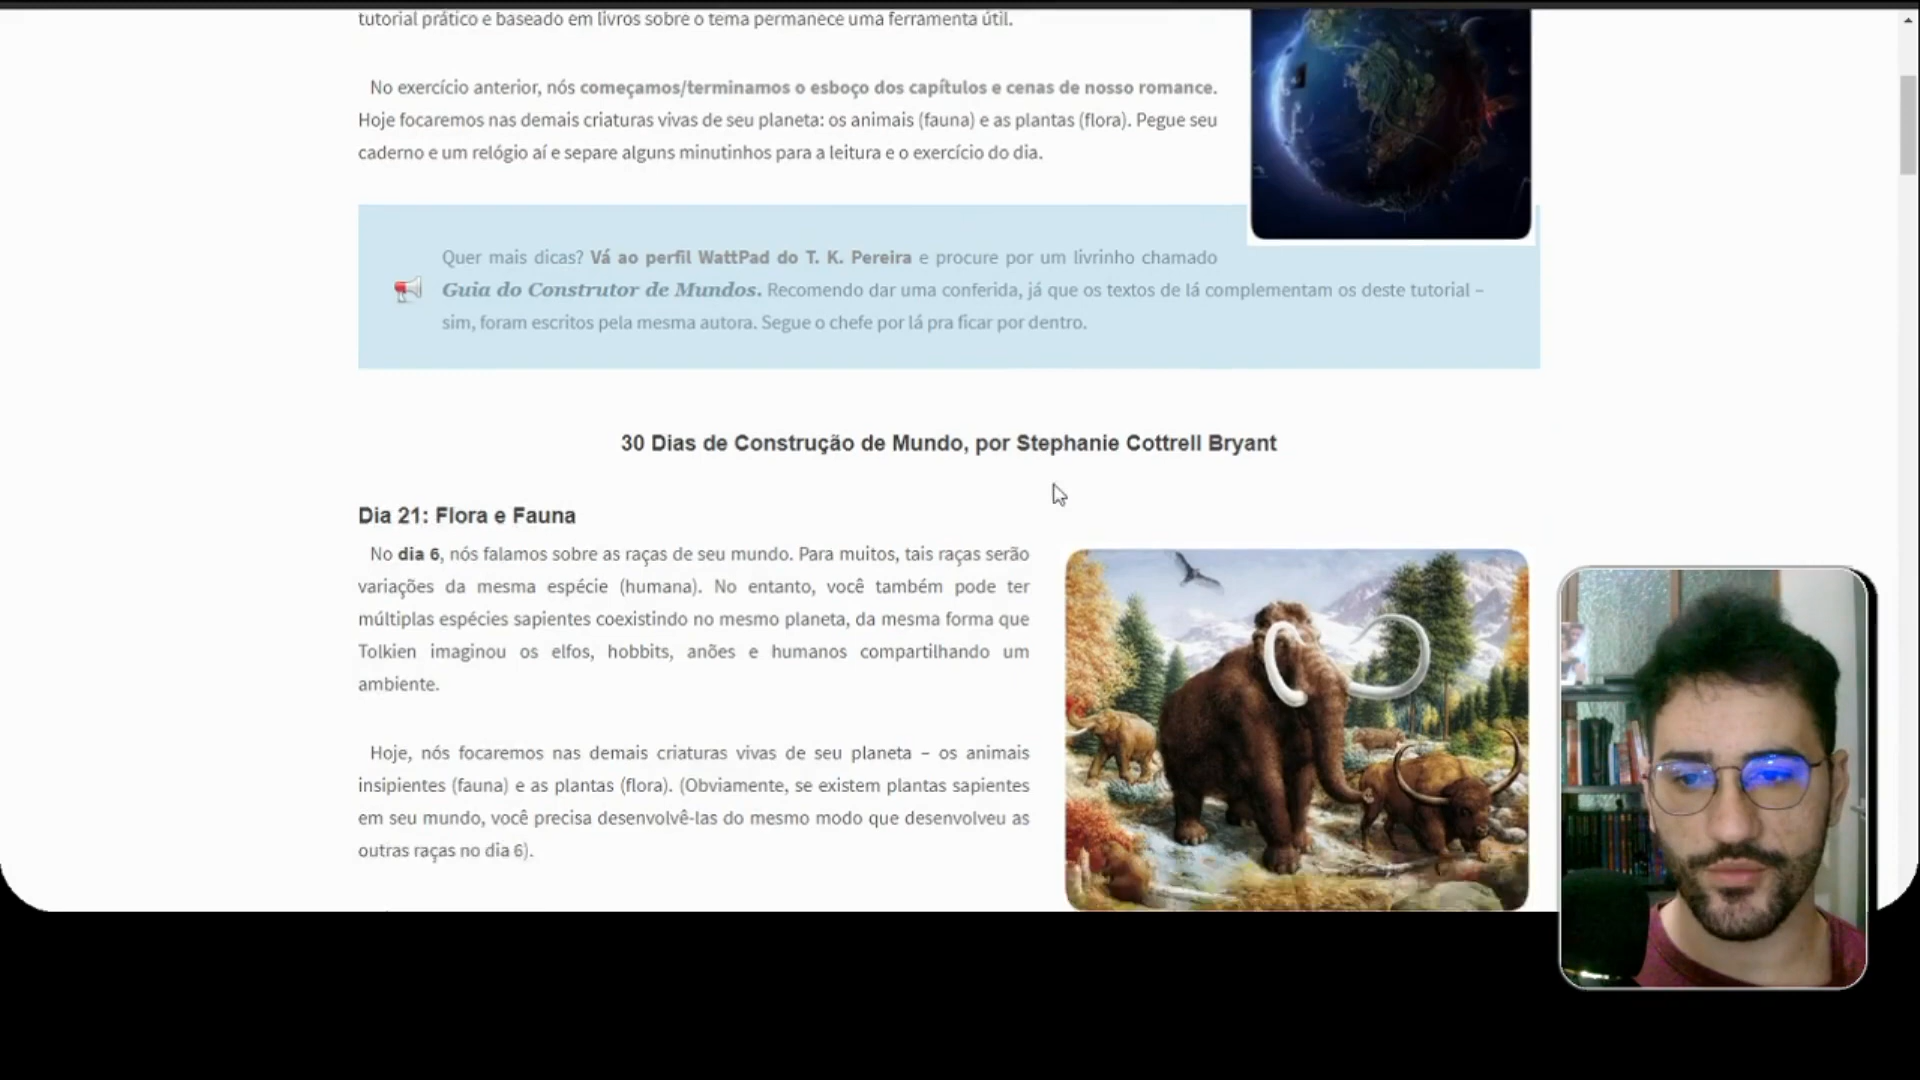 tutorial prático e baseado em livros sobre o tema permanece uma ferramenta útil.
No exercício anterior, nós começamos/terminamos o esboço dos capítulos e cenas de nosso romance.
Hoje focaremos nas demais criaturas vivas de seu planeta: os animais (fauna) e as plantas (flora). Pegue seu
caderno e um relógio aí e separe alguns minutinhos para a leitura e o exercício do dia.
Quer mais dicas? Vá ao perfil WattPad do T. K. Pereira e procure por um livrinho chamado
Guia do Construtor de Mundos. Recomendo dar uma conferida, já que os textos de lá complementam os deste tutorial –
sim, foram escritos pela mesma autora. Segue o chefe por lá pra ficar por dentro.
30 Dias de Construção de Mundo, por Stephanie Cottrell Bryant
Dia 21: Flora e Fauna
No dia 6, nós falamos sobre as raças de seu mundo. Para muitos, tais raças serão
variações da mesma espécie (humana). No entanto, você também pode ter
múltiplas espécies sapientes coexistindo no mesmo planeta, da mesma forma que
Tolkien imaginou os elfos, hobbits, anões e humanos compartilhando um
ambiente.
Hoje, nós focaremos nas demais criaturas vivas de seu planeta – os animais
insipientes (fauna) e as plantas (flora). (Obviamente, se existem plantas sapientes
em seu mundo, você precisa desenvolvê-las do mesmo modo que desenvolveu as
outras raças no dia 6).